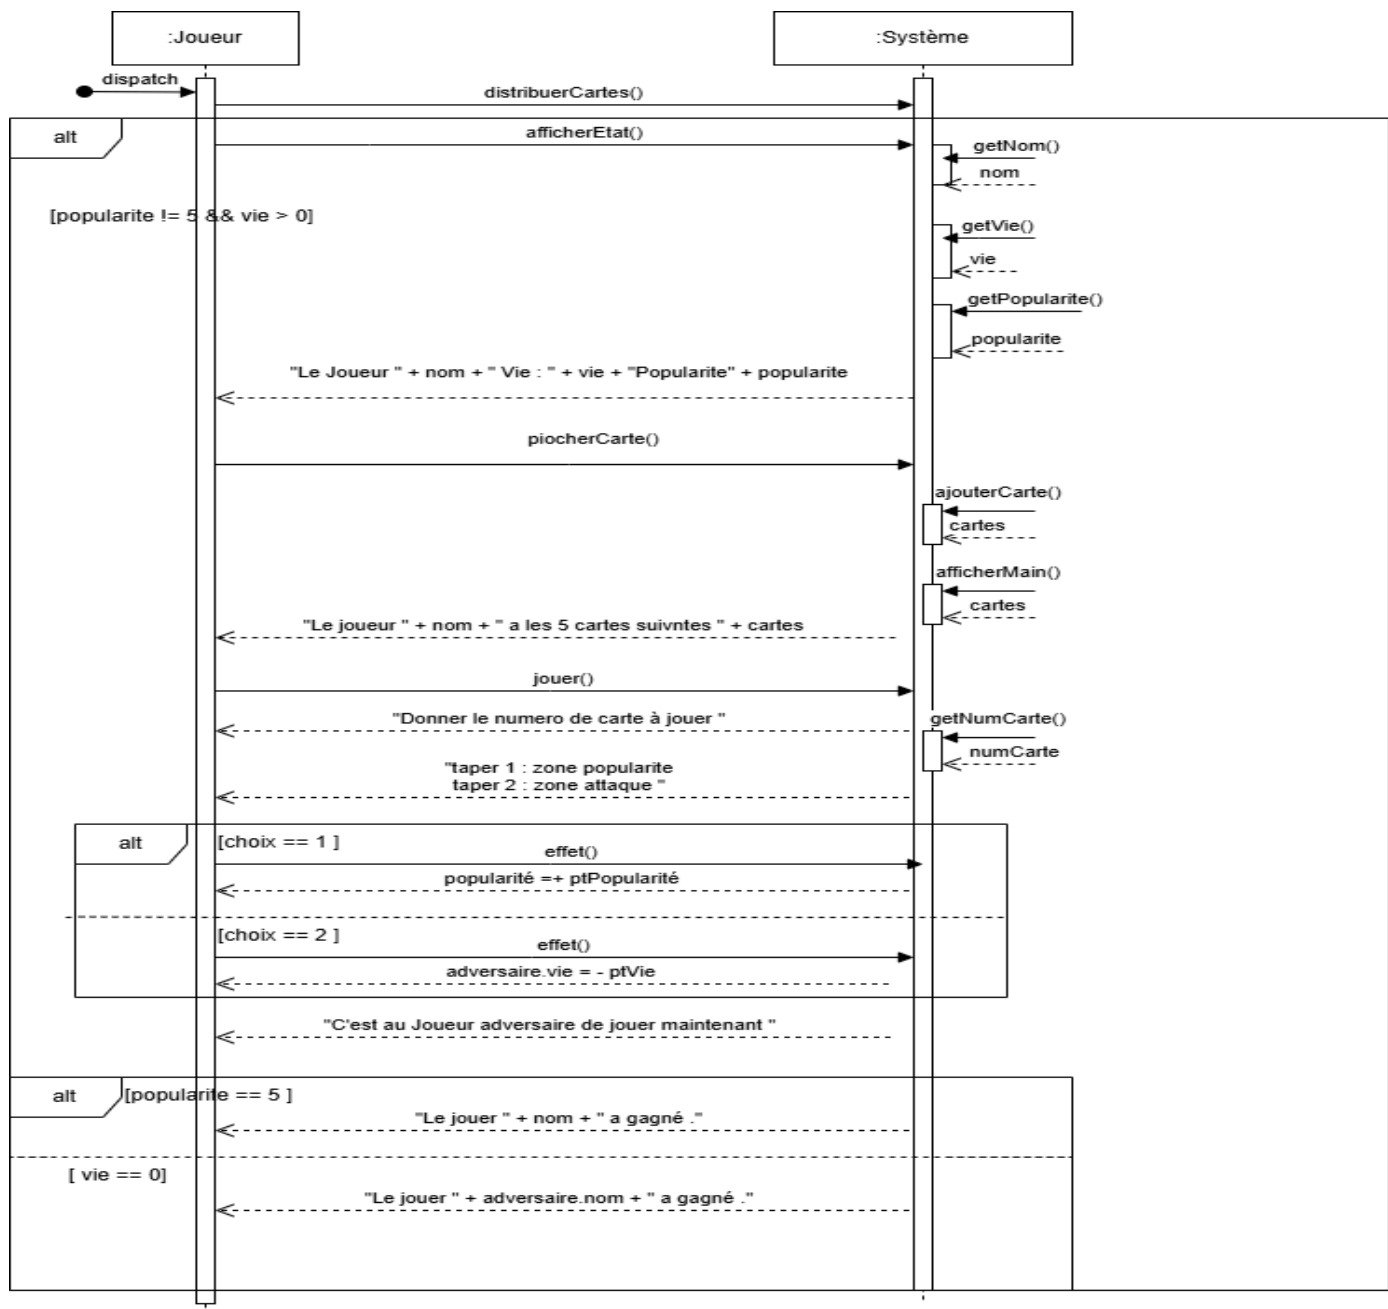 :Joueur
:Système
dispatch
distribuerCartes()
alt
afficherEtat()
getNom()
nom
[popularite != 5 && vie > 0]
getVie()
vie
getPopularite()
popularite
"Le Joueur " + nom + " Vie : " + vie + "Popularite" + popularite
piocherCarte()
ajouterCarte()
cartes
afficherMain()
cartes
"Le joueur " + nom + " a les 5 cartes suivntes " + cartes
jouer()
"Donner le numero de carte à jouer "
getNumCarte()
numCarte
"taper 1 : zone popularite
taper 2 : zone attaque "
alt
[choix == 1 ]
effet()
popularité =+ ptPopularité
[choix == 2 ]
effet()
adversaire.vie = - ptVie
"C'est au Joueur adversaire de jouer maintenant "
alt
[popularite == 5 ]
"Le jouer " + nom + " a gagné ."
[ vie == 0]
"Le jouer " + adversaire.nom + " a gagné ."